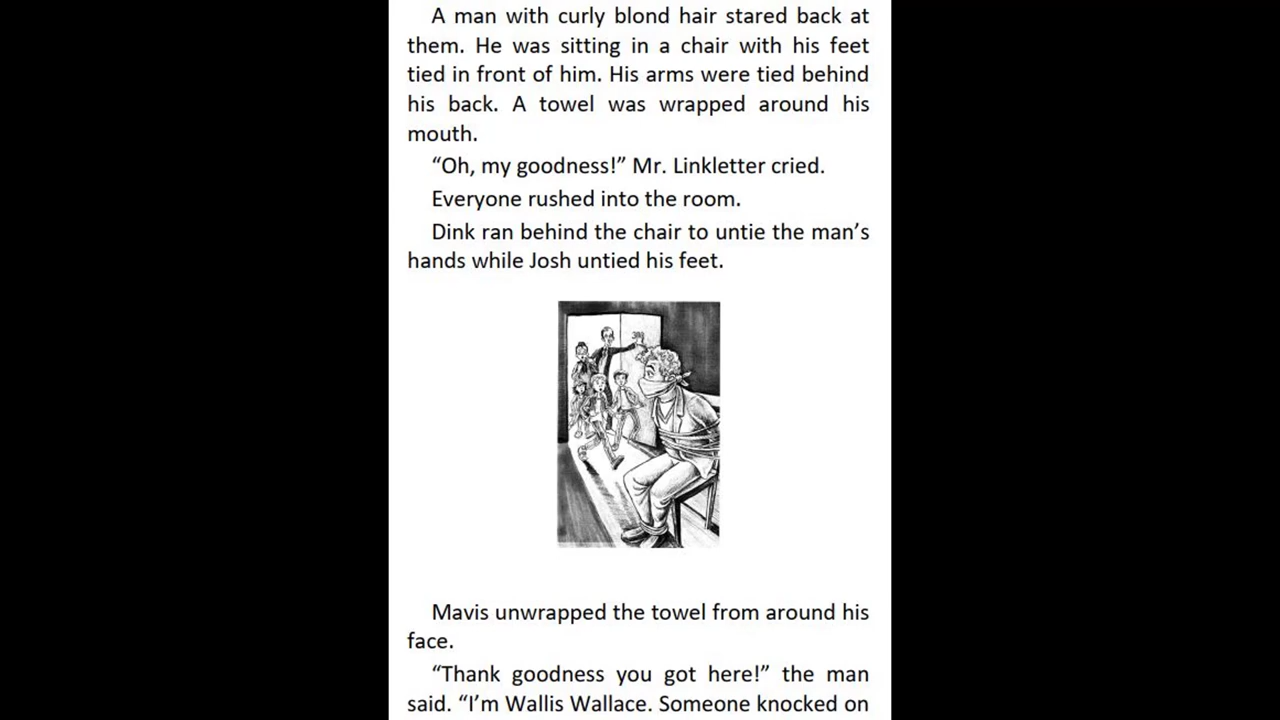 A man with curly blond hair stared back at
them. He was sitting in a chair with his feet
tied in front of him. His arms were tied behind
his back. A towel was wrapped around his
mouth.
“Oh, my goodness!” Mr. Linkletter cried.
Everyone rushed into the room.
Dink ran behind the chair to untie the man’s
hands while Josh untied his feet.
Mavis unwrapped the towel from around his
face.
“Thank goodness you got here!” the man
said. “I’m Wallis Wallace. Someone knocked on